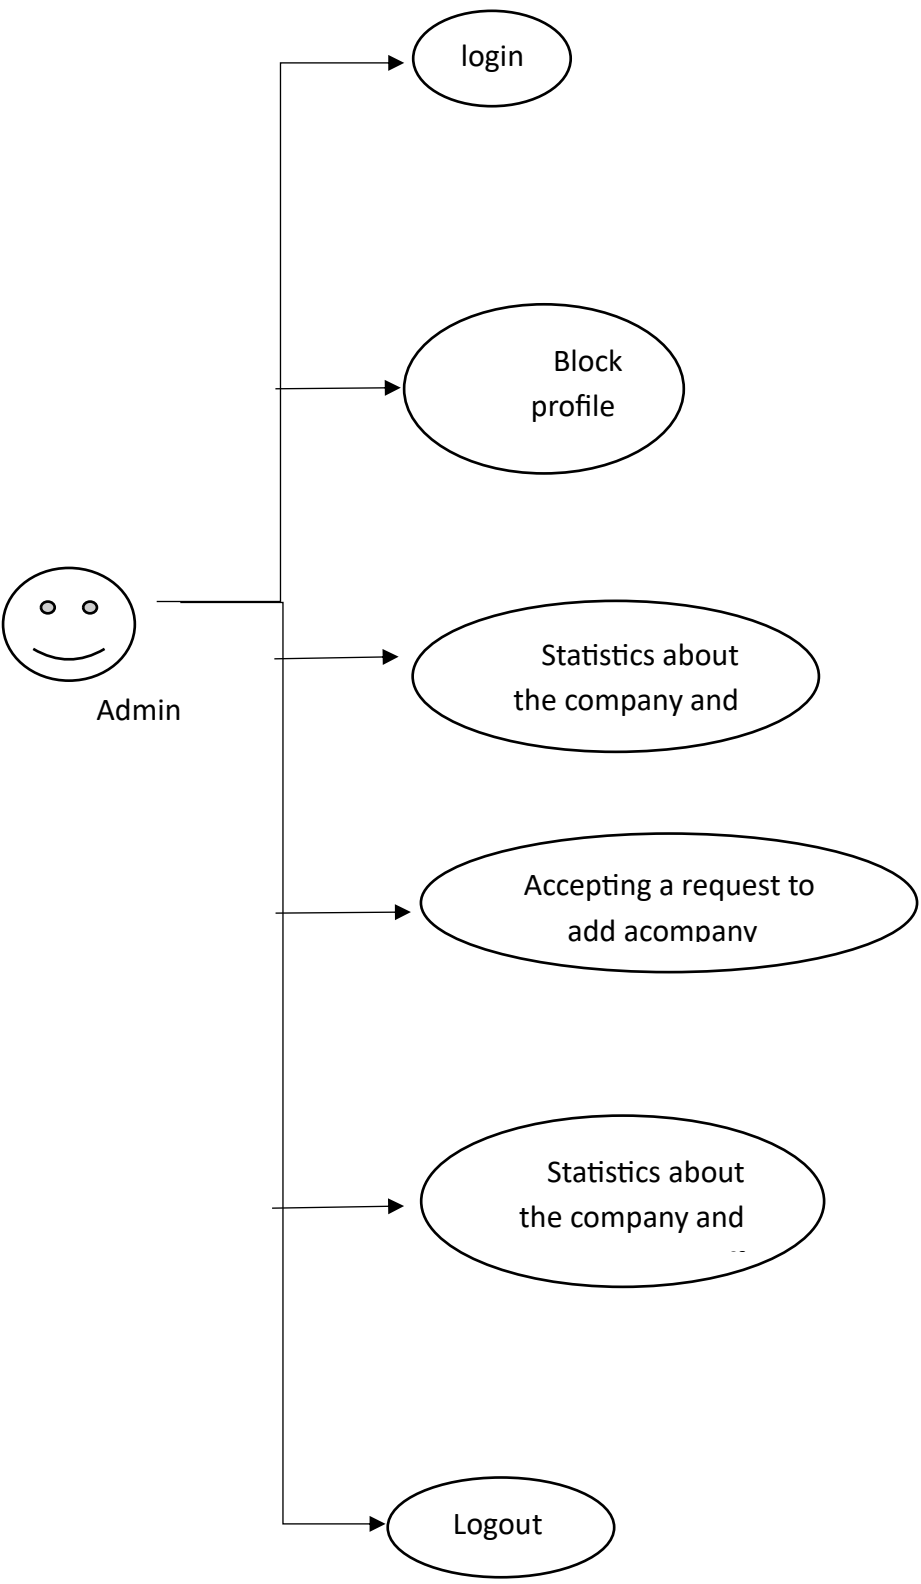 login
Block
profile
Statistics about
the company and
Admin
Accepting a request to
add acompany
Statistics about
the company and
Logout